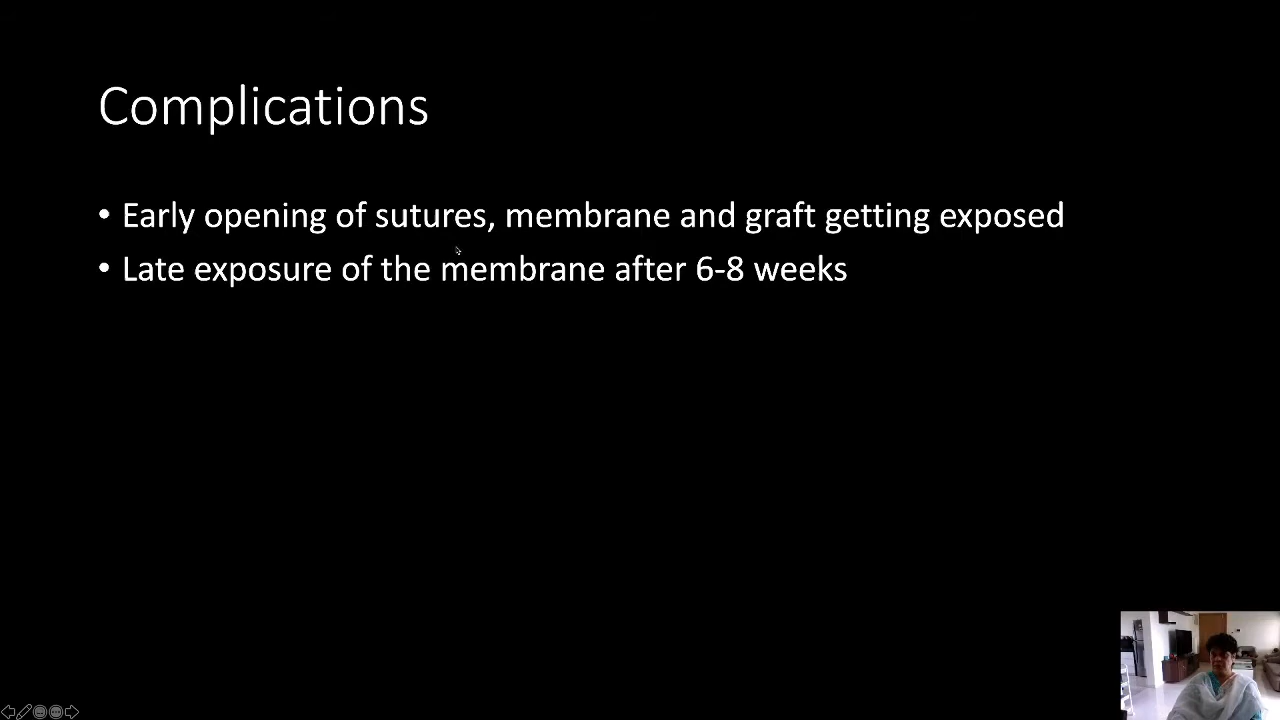 Complications
• Early opening of sutures, membrane and graft getting exposed
• Late exposure of the membrane after 6-8 weeks